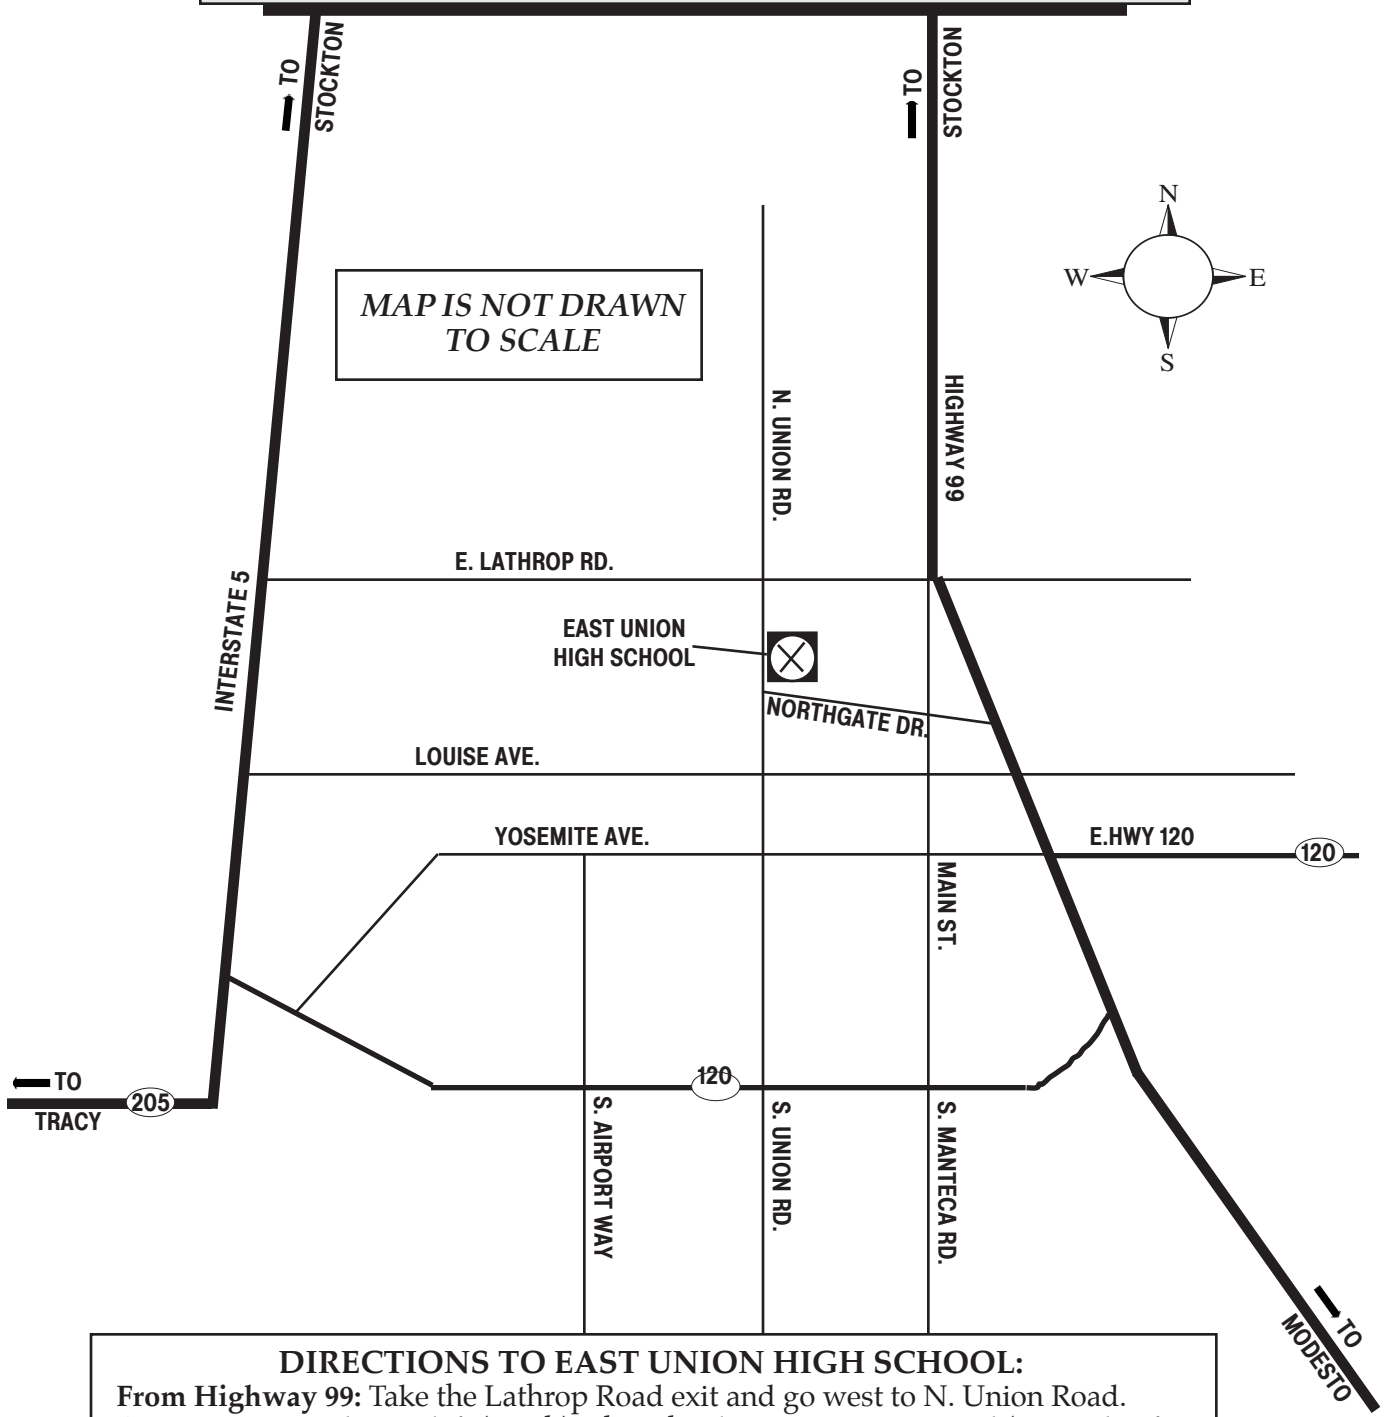 TO
STOCKTON
TO
STOCKTON
N
W
E
S
MAP IS NOT DRAWN
TO SCALE
N. UNION RD.
HIGHWAY 99
E. LATHROP RD.
INTERSTATE 5
EAST UNION
HIGH SCHOOL
NORTHGATE DR.
LOUISE AVE.
YOSEMITE AVE.
E.HWY 120
120
MAIN ST.
120
TO
205
TRACY
S. AIRPORT WAY
S. UNION RD.
S. MANTECA RD.
TO
MODESTO
DIRECTIONS TO EAST UNION HIGH SCHOOL:
From Highway 99: Take the Lathrop Road exit and go west to N. Union Road.